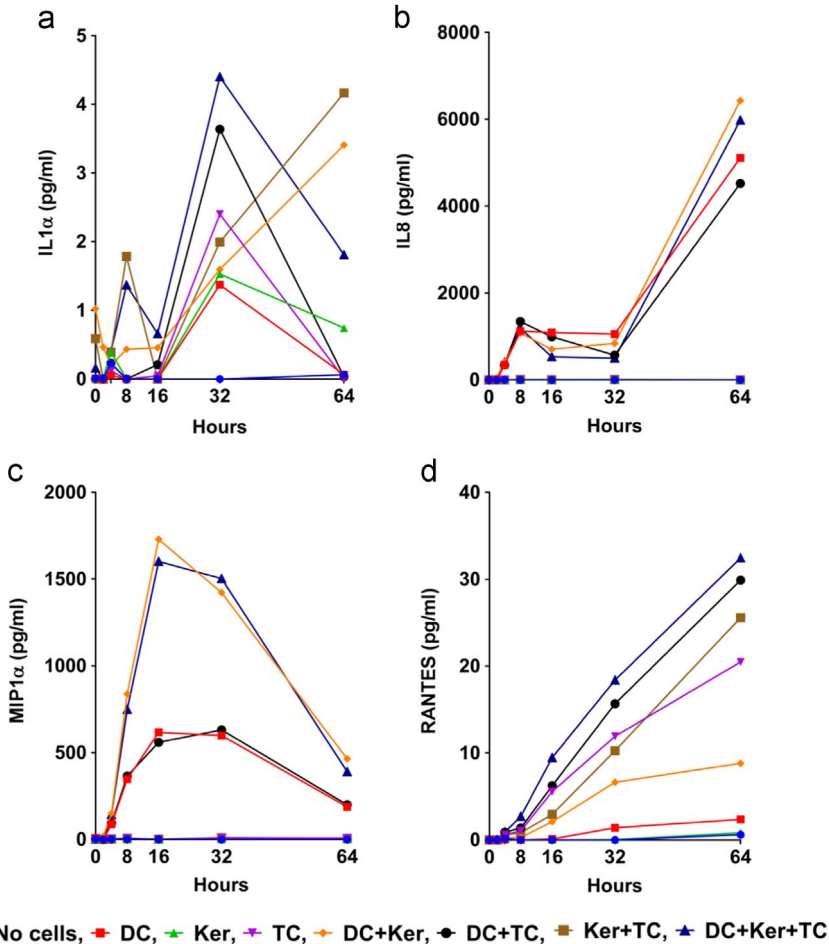 a
5
4
3
2
1
0
IL1α (pg/ml)
0 8 16 32 64
Hours
b
8000
6000
4000
2000
0
IL8 (pg/ml)
0 8 16 32 64
Hours
c
2000
1500
1000
500
0
MIP1α (pg/ml)
0 8 16 32 64
Hours
d
40
30
20
10
0
RANTES (pg/ml)
0 8 16 32 64
Hours
No cells, DC, Ker, TC, DC+Ker, DC+TC, Ker+TC, DC+Ker+TC